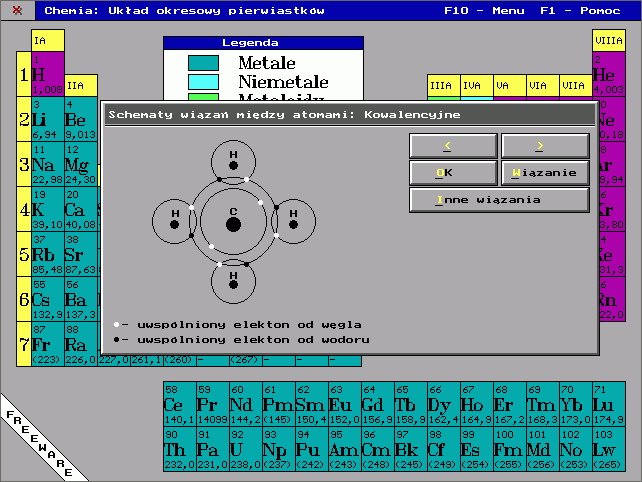 Chemia: Układ okresowy pierwiastków F10 - Menu F1 - Pomoc
IA VIIIA
Legenda
1 H 1,008
2 He 4,003
IIA IIIA IVA VA VIA VIIA
Metale
Niemetale
Metaloidy
2
3 Li 6,94
4 Be 9,013
3
11 Na 22,98
12 Mg 24,30
4
19 K 39,10
20 Ca 40,08
5
37 Rb 85,48
38 Sr 87,63
6
55 Cs 132,9
56 Ba 137,3
7
87 Fr (223)
88 Ra 226,0
227,0 261,1 (260) - (267) - - -
Kr 83,80
Xe 131,3
Rn
Schematy wiązań między atomami: Kowalencyjne
< >
OK Wiązanie
Inne wiązania
H
H C H
H
- uwspólniony elekton od węgla
- uwspólniony elekton od wodoru
58 59 60 61 62 63 64 65 66 67 68 69 70 71
Ce Pr Nd Pm Sm Eu Gd Tb Dy Ho Er Tm Yb Lu
140,1 14099 144,2 (145) 150,4 152,0 156,9 158,9 162,4 164,9 167,2 168,3 173,0 174,9
90 91 92 93 94 95 96 97 98 99 100 101 102 103
Th Pa U Np Pu Am Cm Bk Cf Es Fm Md No Lw
232,0 231,0 238,0 (237) (242) (243) (248) (245) (249) (254) (255) (256) (253) (265)
FREEWARE